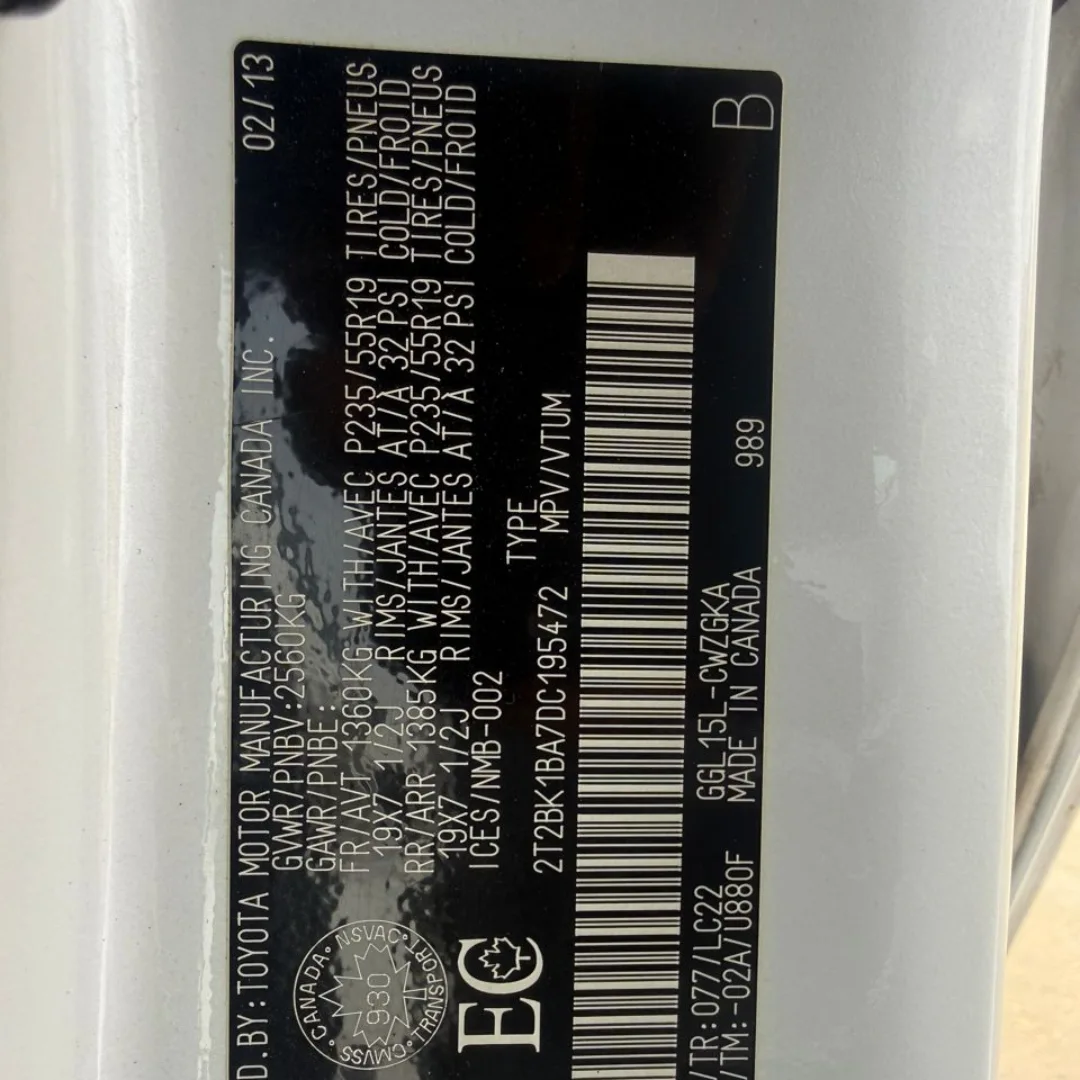 D.BY:TOYOTA MOTOR MANUFACTURING CANADA INC. 02/13
GVWR/PNBV:2560KG
GAWR/PNBE:
FR/AVT 1360KG WITH/AVEC P235/55R19 TIRES/PNEUS
19X7 1/2J RIMS/JANTES AT/À 32 PSI COLD/FROID
RR/ARR 1385KG WITH/AVEC P235/55R19 TIRES/PNEUS
19X7 1/2J RIMS/JANTES AT/À 32 PSI COLD/FROID
ICES/NMB-002
CANADA • NSVAC • TRANSPORT • CMVSS
930
EC
TYPE
2T2BK1BA7DC195472 MPV/VTUM
/TR:077/LC22 GGL15L-CWZGKA 989 B
/TM:-02A/U880F MADE IN CANADA